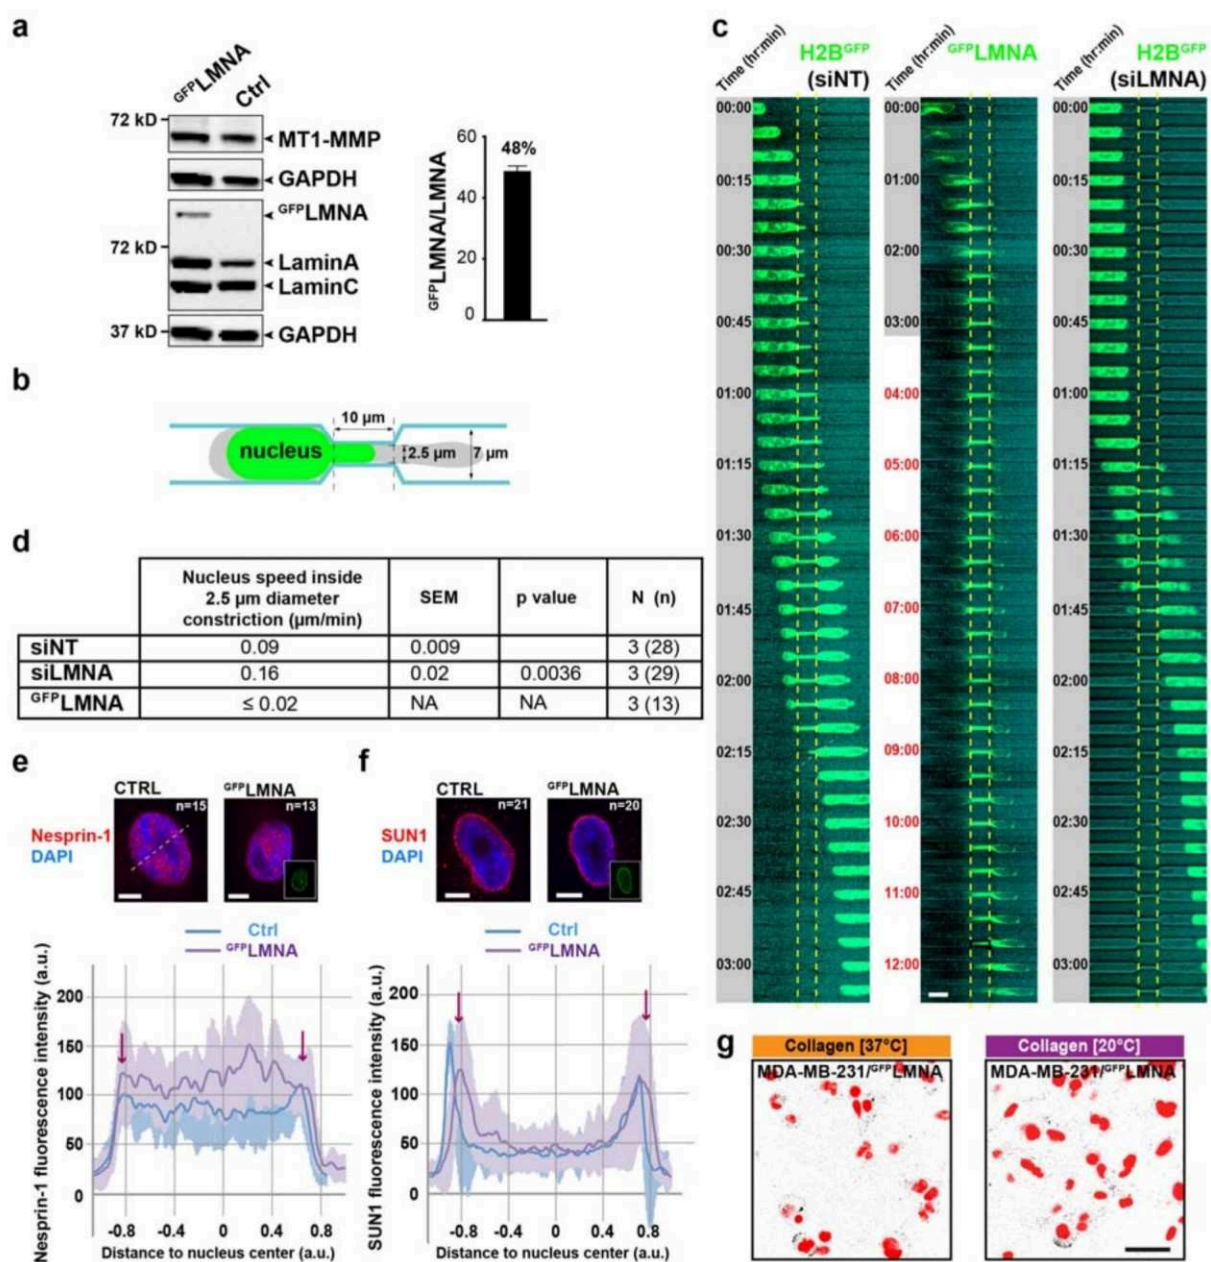 a
GFPLMNA
Ctrl
72 kD
MT1-MMP
GAPDH
GFPLMNA
72 kD
LaminA
LaminC
37 kD
GAPDH
GFPLMNA/LMNA
60
48%
40
20
0
b
nucleus
10 µm
2.5 µm
7 µm
c
Time (hr:min)
H2BGFP
(siNT)
00:00
00:15
00:30
00:45
01:00
01:15
01:30
01:45
02:00
02:15
02:30
02:45
03:00
Time (hr:min)
GFPLMNA
00:00
01:00
02:00
03:00
04:00
05:00
06:00
07:00
08:00
09:00
10:00
11:00
12:00
Time (hr:min)
H2BGFP
(siLMNA)
00:00
00:15
00:30
00:45
01:00
01:15
01:30
01:45
02:00
02:15
02:30
02:45
03:00
d
Nucleus speed inside
2.5 µm diameter
constriction (µm/min)
SEM
p value
N (n)
siNT 0.09 0.009 3 (28)
siLMNA 0.16 0.02 0.0036 3 (29)
GFPLMNA ≤ 0.02 NA NA 3 (13)
e
CTRL
n=15
GFPLMNA
n=13
Nesprin-1
DAPI
Ctrl
GFPLMNA
Nesprin-1 fluorescence intensity (a.u.)
200
150
100
50
0
-0.8 -0.4 0 0.4 0.8
Distance to nucleus center (a.u.)
f
CTRL
n=21
GFPLMNA
n=20
SUN1
DAPI
Ctrl
GFPLMNA
SUN1 fluorescence intensity (a.u.)
200
150
100
50
0
-0.8 -0.4 0 0.4 0.8
Distance to nucleus center (a.u.)
g
Collagen [37°C]
MDA-MB-231/GFPLMNA
Collagen [20°C]
MDA-MB-231/GFPLMNA